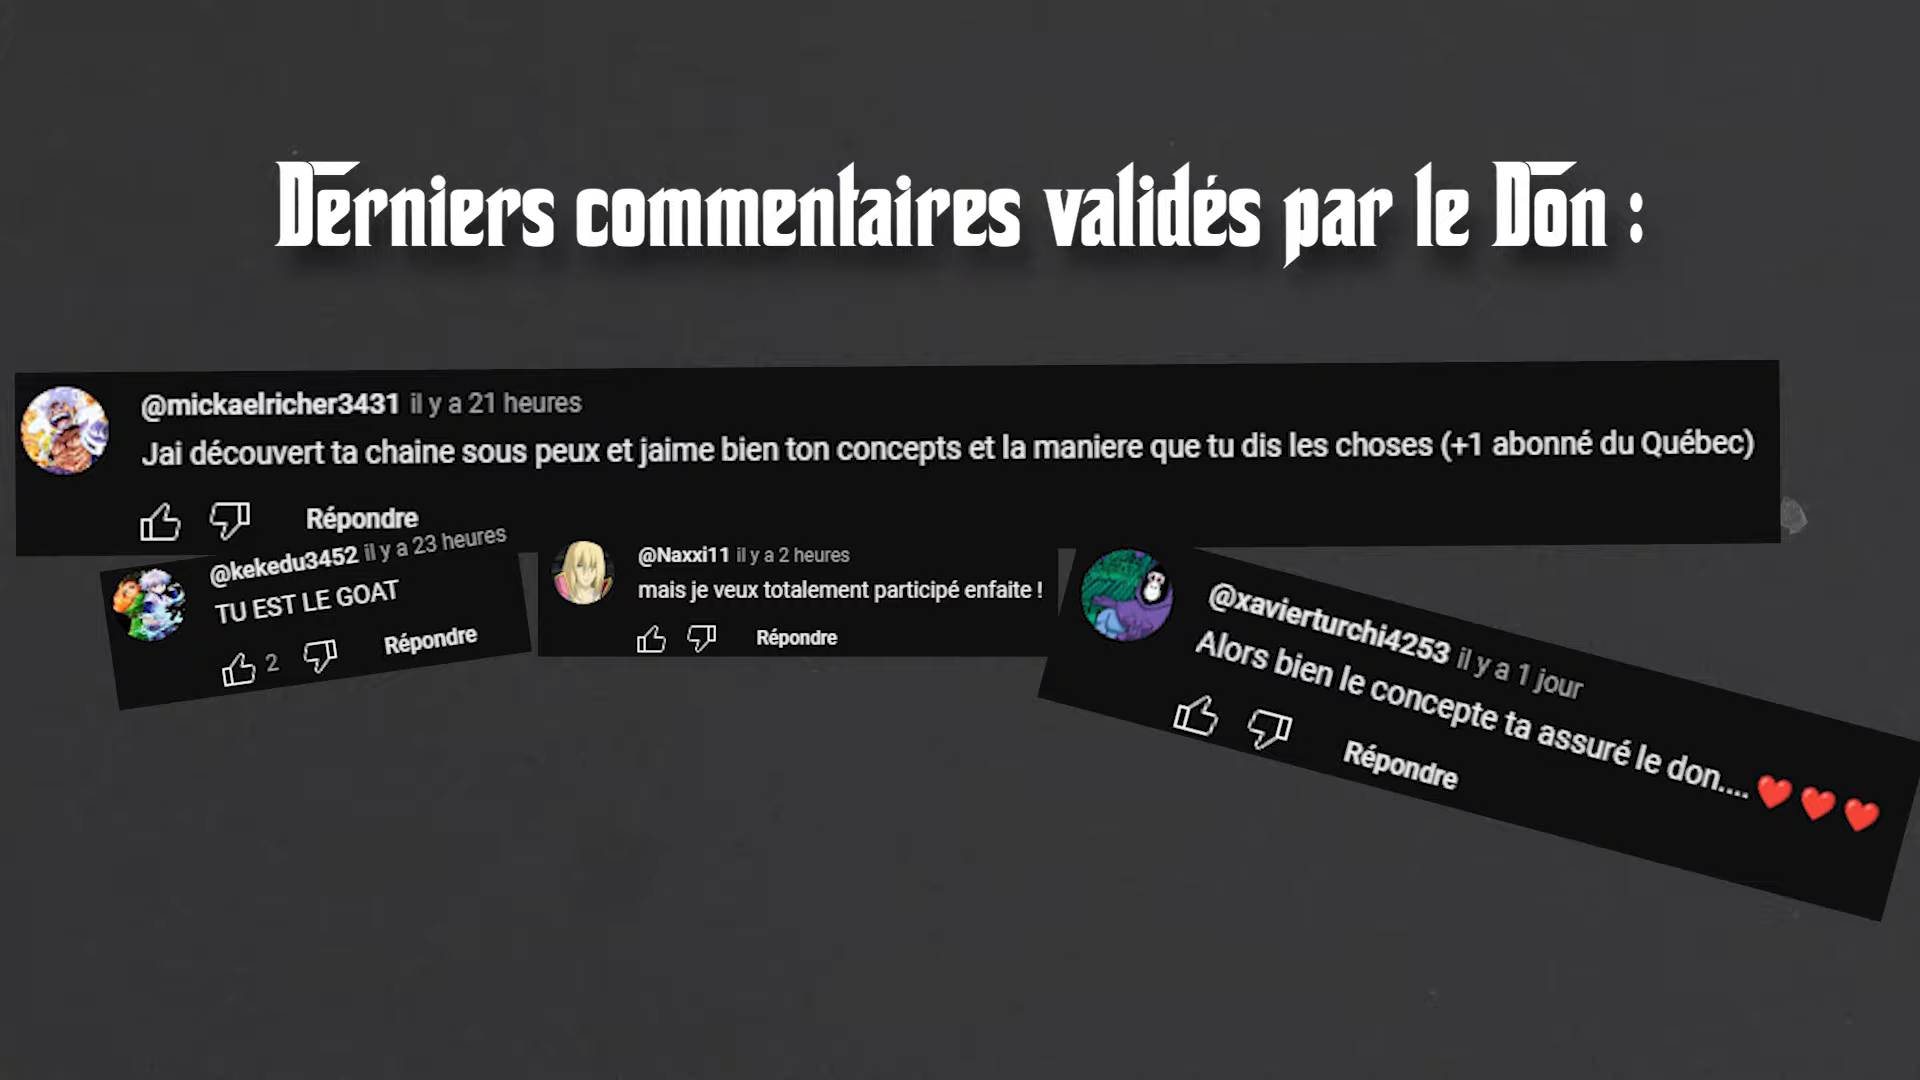 Derniers commentaires validés par le Don :
@mickaelricher3431 il y a 21 heures
Jai découvert ta chaine sous peux et jaime bien ton concepts et la maniere que tu dis les choses (+1 abonné du Québec)
Répondre
@kekedu3452 il y a 23 heures
TU EST LE GOAT
2 Répondre
@Naxxi11 il y a 2 heures
mais je veux totalement participé enfaite !
Répondre
@xavierturchi4253 il y a 1 jour
Alors bien le concepte ta assuré le don.... ❤️ ❤️ ❤️
Répondre